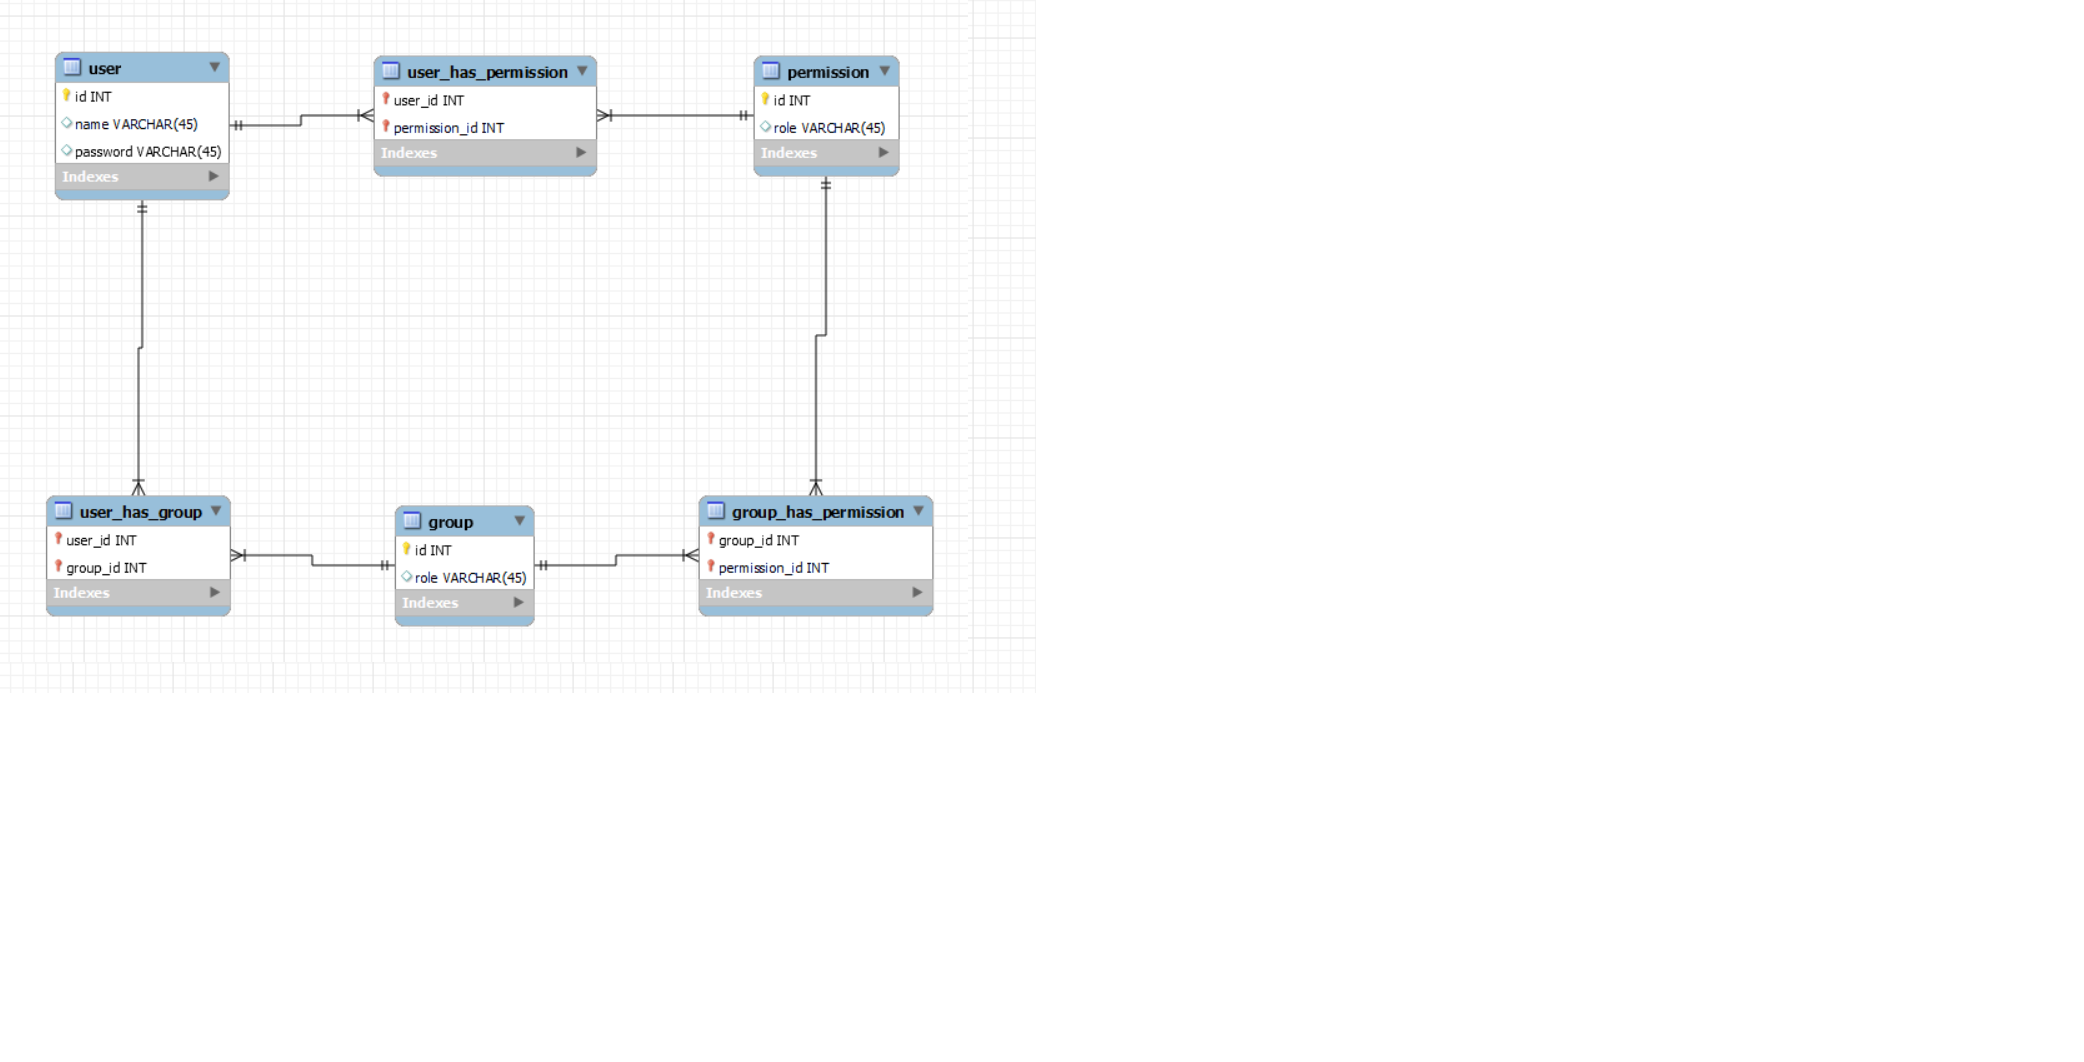 user
id INT
name VARCHAR(45)
password VARCHAR(45)
Indexes
user_has_permission
user_id INT
permission_id INT
Indexes
permission
id INT
role VARCHAR(45)
Indexes
user_has_group
user_id INT
group_id INT
Indexes
group
id INT
role VARCHAR(45)
Indexes
group_has_permission
group_id INT
permission_id INT
Indexes